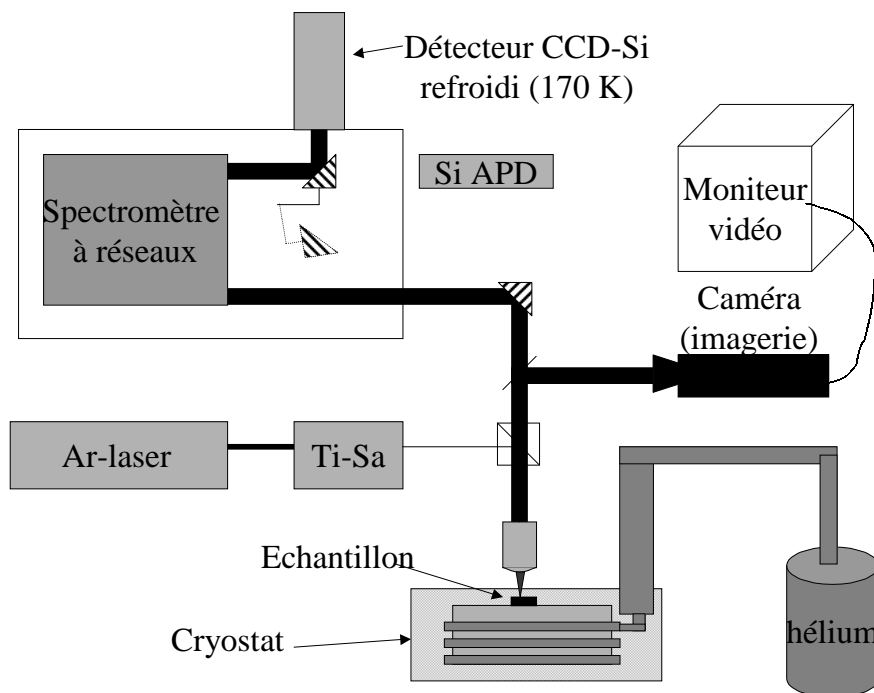 Détecteur CCD-Si
refroidi (170 K)
Si APD
Spectromètre
à réseaux
Moniteur
vidéo
Caméra
(imagerie)
Ar-laser
Ti-Sa
Echantillon
Cryostat
hélium